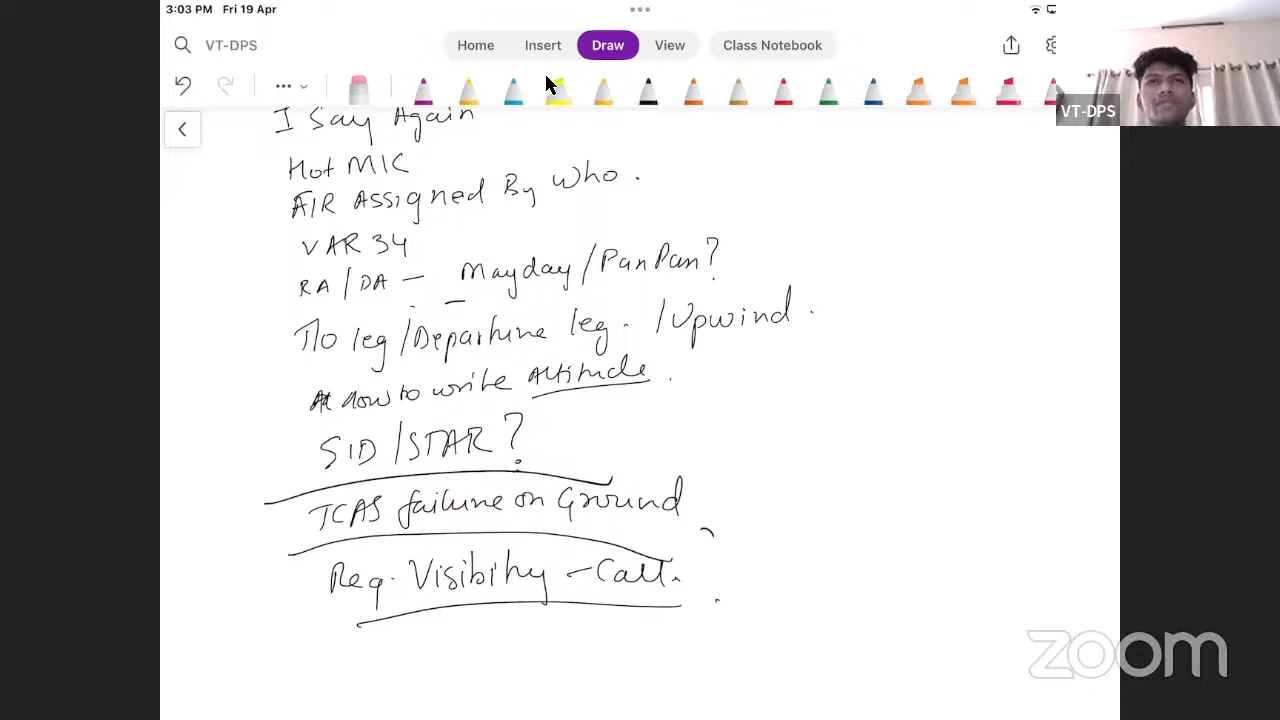 3:03 PM Fri 19 Apr
VT-DPS
Home Insert Draw View Class Notebook
VT-DPS
I Say Again
Hot MIC
FIR Assigned By Who.
VAR 34
RA/DA – Mayday/PanPan?
T/O leg/Departure leg. /Upwind.
How to write Altitude.
SID/STAR?
TCAS failure on Ground
Req. Visibility – Call.
zoom